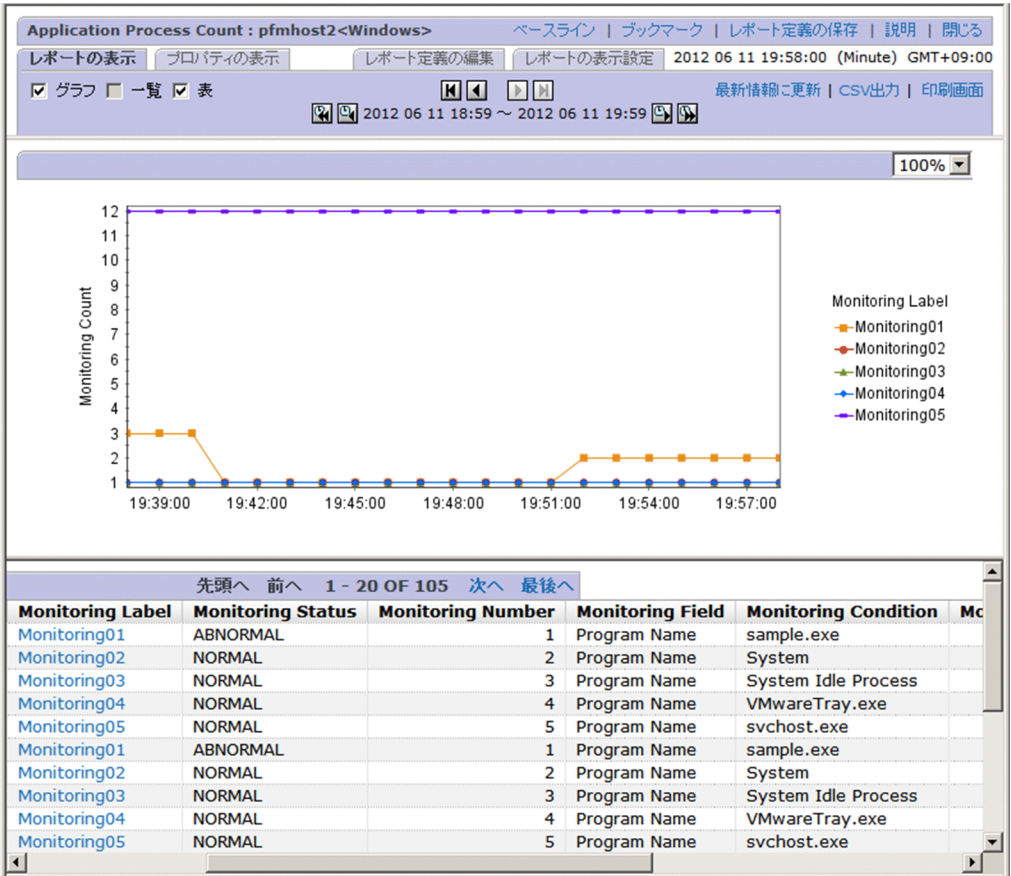 Application Process Count : pfmhost2<Windows> ベースライン | ブックマーク | レポート定義の保存 | 説明 | 閉じる
レポートの表示 プロパティの表示 レポート定義の編集 レポートの表示設定 2012 06 11 19:58:00 (Minute) GMT+09:00
グラフ 一覧 表 最新情報に更新 | CSV出力 | 印刷画面
2012 06 11 18:59 ～ 2012 06 11 19:59
100%
12
11
10
9
8
7
6
5
4
3
2
1
Monitoring Count
19:39:00 19:42:00 19:45:00 19:48:00 19:51:00 19:54:00 19:57:00
Monitoring Label
Monitoring01
Monitoring02
Monitoring03
Monitoring04
Monitoring05
先頭へ 前へ 1 - 20 OF 105 次へ 最後へ
Monitoring Label Monitoring Status Monitoring Number Monitoring Field Monitoring Condition Mo
Monitoring01 ABNORMAL 1 Program Name sample.exe
Monitoring02 NORMAL 2 Program Name System
Monitoring03 NORMAL 3 Program Name System Idle Process
Monitoring04 NORMAL 4 Program Name VMwareTray.exe
Monitoring05 NORMAL 5 Program Name svchost.exe
Monitoring01 ABNORMAL 1 Program Name sample.exe
Monitoring02 NORMAL 2 Program Name System
Monitoring03 NORMAL 3 Program Name System Idle Process
Monitoring04 NORMAL 4 Program Name VMwareTray.exe
Monitoring05 NORMAL 5 Program Name svchost.exe